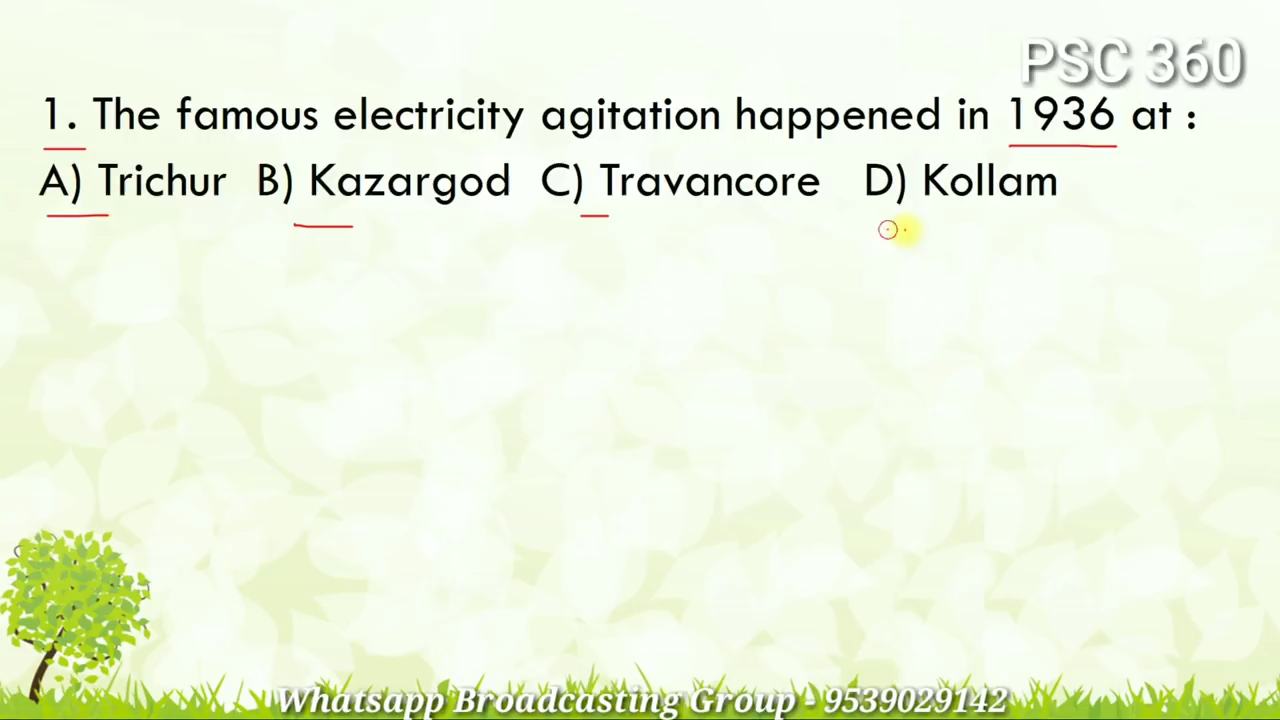 PSC 360
1. The famous electricity agitation happened in 1936 at :
A) Trichur B) Kazargod C) Travancore D) Kollam
Whatsapp Broadcasting Group - 9539029142